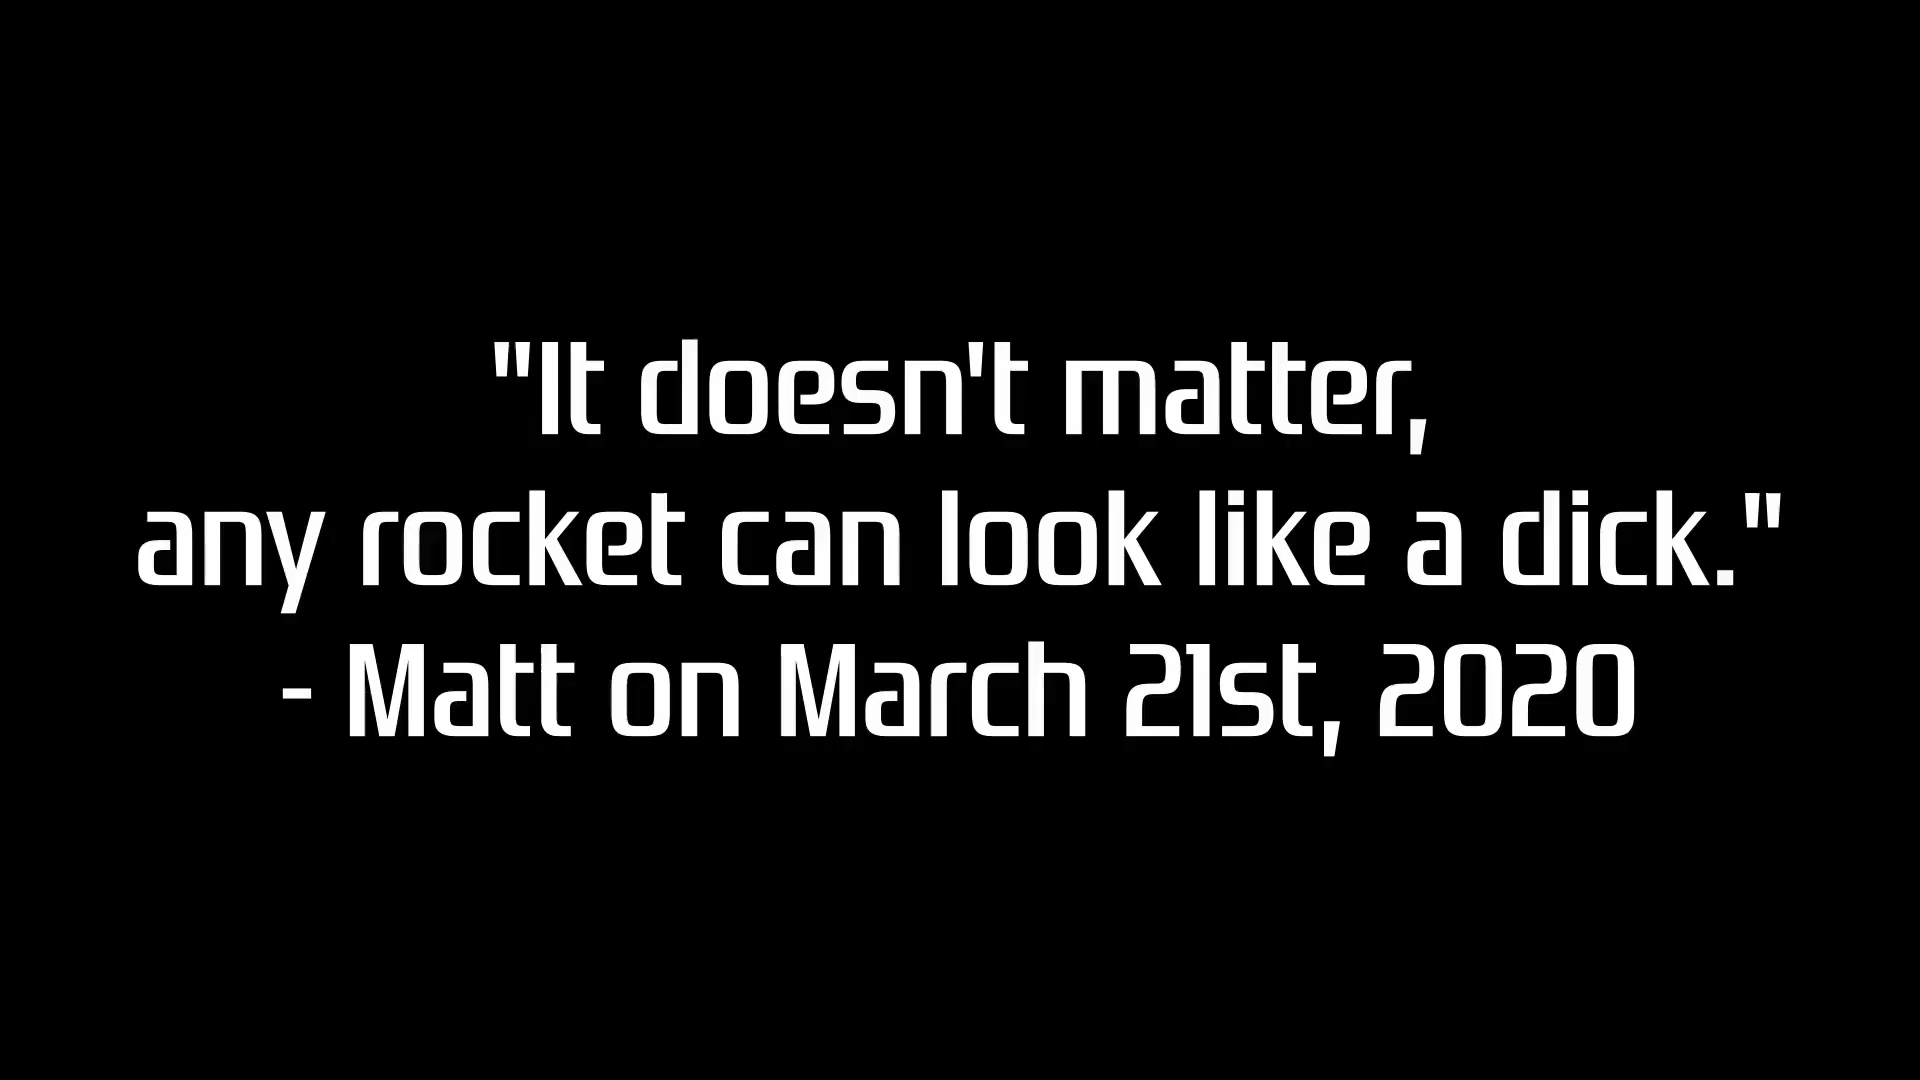 "It doesn't matter,
any rocket can look like a dick."
- Matt on March 21st, 2020